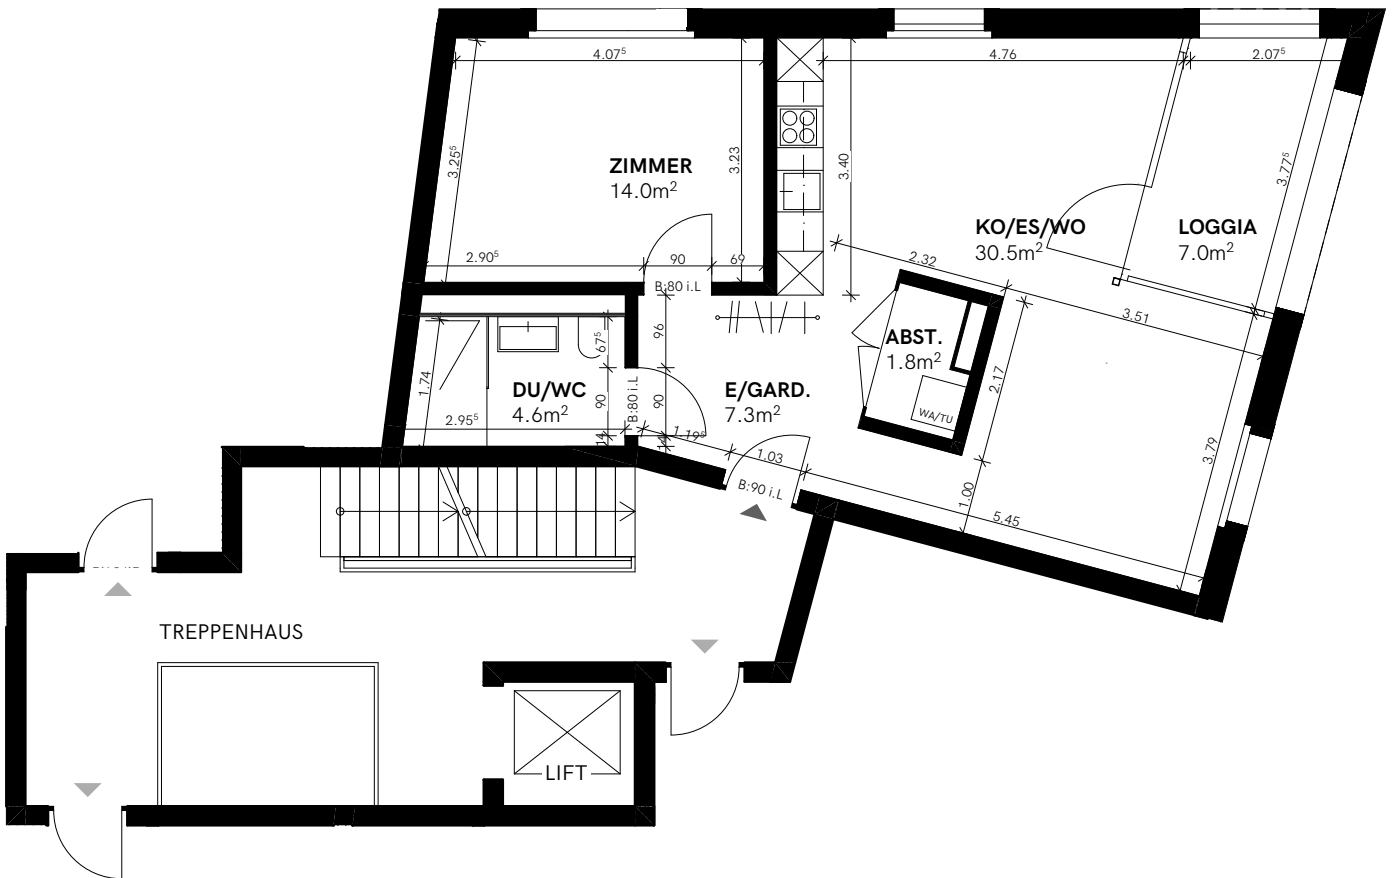 4.07⁵
4.76
2.07⁵
3.25⁵
3.23
3.40
3.77⁵
ZIMMER
14.0m²
KO/ES/WO
30.5m²
LOGGIA
7.0m²
2.90⁵
90
69
B:80 i.L
2.32
3.51
96
67⁵
ABST.
1.8m²
2.17
1.74
DU/WC
4.6m²
B:80 i.L
90
90
E/GARD.
7.3m²
WA/TU
2.95⁵
14
14
1.19⁵
1.03
3.79
B:90 i.L
1.00
5.45
TREPPENHAUS
LIFT